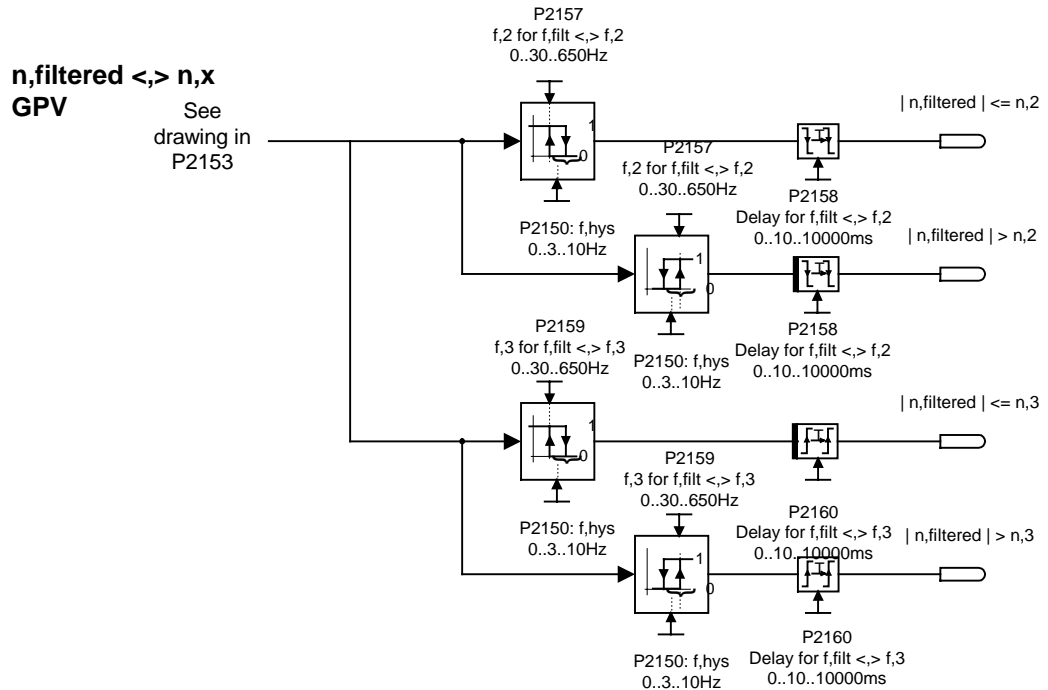 P2157
f,2 for f,filt <,> f,2
0..30..650Hz
n,filtered <,> n,x
GPV
See
drawing in
P2153
| n,filtered | <= n,2
1
0
P2157
f,2 for f,filt <,> f,2
0..30..650Hz
T
P2158
Delay for f,filt <,> f,2
0..10..10000ms
P2150: f,hys
0..3..10Hz
| n,filtered | > n,2
1
0
T
P2158
Delay for f,filt <,> f,2
0..10..10000ms
P2159
f,3 for f,filt <,> f,3
0..30..650Hz
P2150: f,hys
0..3..10Hz
| n,filtered | <= n,3
1
0
P2159
f,3 for f,filt <,> f,3
0..30..650Hz
T
P2160
Delay for f,filt <,> f,3
0..10..10000ms
P2150: f,hys
0..3..10Hz
| n,filtered | > n,3
1
0
T
P2160
Delay for f,filt <,> f,3
0..10..10000ms
P2150: f,hys
0..3..10Hz